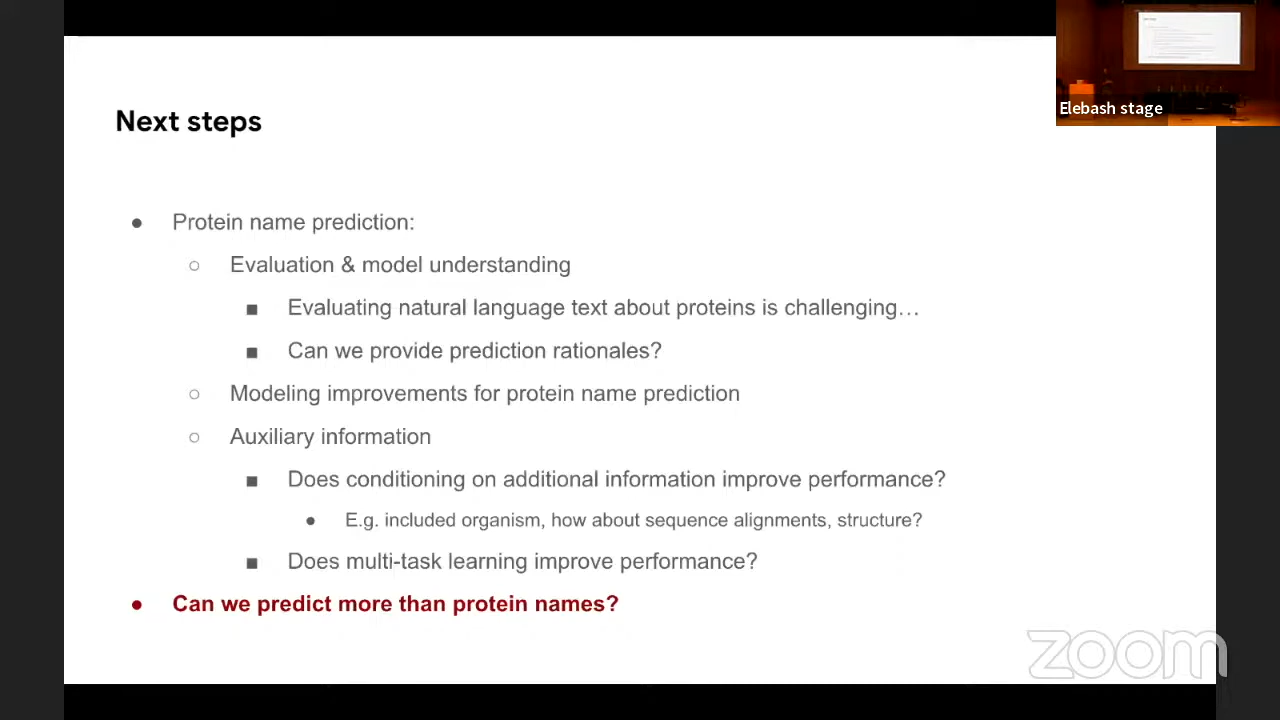 Elebash stage
Next steps
● Protein name prediction:
○ Evaluation & model understanding
■ Evaluating natural language text about proteins is challenging…
■ Can we provide prediction rationales?
○ Modeling improvements for protein name prediction
○ Auxiliary information
■ Does conditioning on additional information improve performance?
● E.g. included organism, how about sequence alignments, structure?
■ Does multi-task learning improve performance?
● Can we predict more than protein names?
zoom